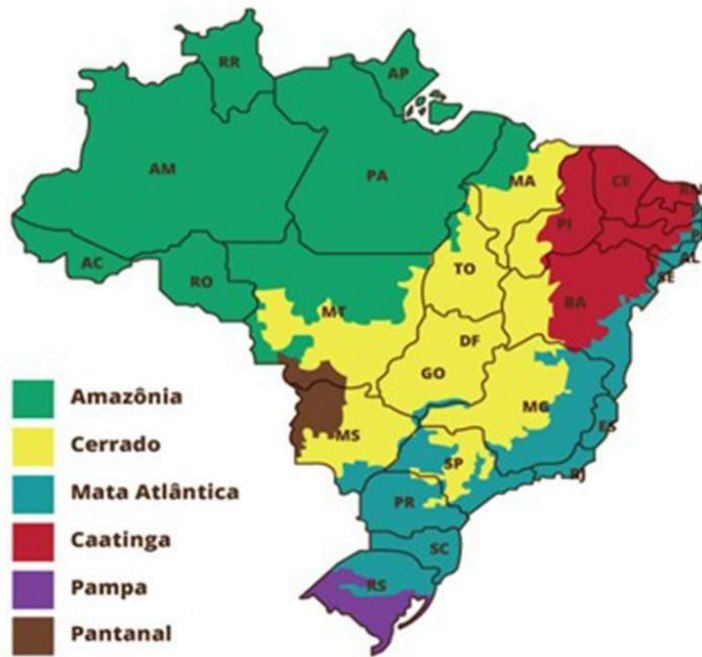 RR
AP
AM
PA
MA
CE
RN
PI
P
P
AL
SE
AC
RO
TO
BA
MT
DF
GO
MG
ES
MS
SP
RJ
PR
SC
RS
Amazônia
Cerrado
Mata Atlântica
Caatinga
Pampa
Pantanal